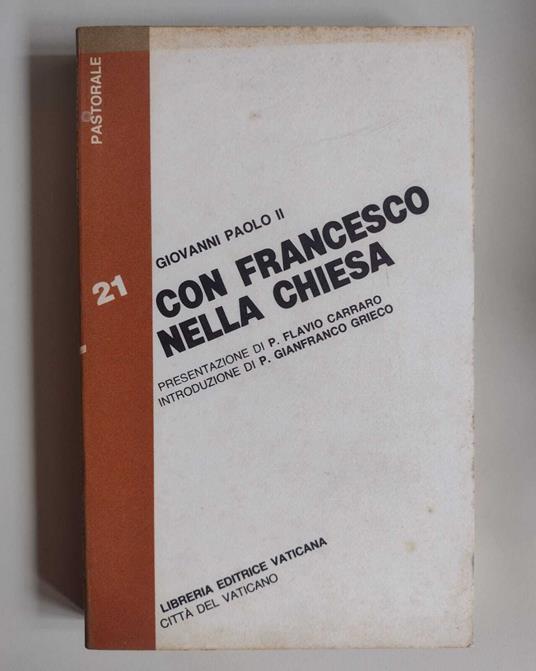 PASTORALE
21
GIOVANNI PAOLO II
CON FRANCESCO
NELLA CHIESA
PRESENTAZIONE DI P. FLAVIO CARRARO
INTRODUZIONE DI P. GIANFRANCO GRIECO
LIBRERIA EDITRICE VATICANA
CITTÀ DEL VATICANO